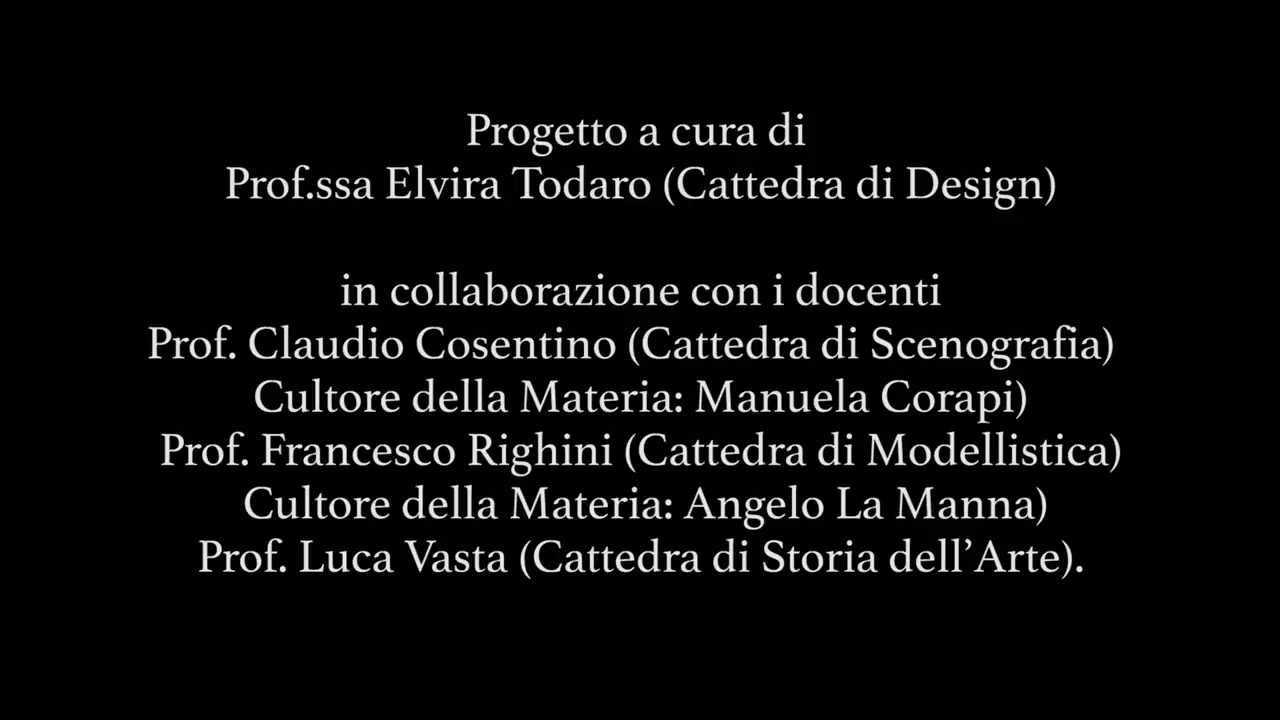 Progetto a cura di
Prof.ssa Elvira Todaro (Cattedra di Design)
in collaborazione con i docenti
Prof. Claudio Cosentino (Cattedra di Scenografia)
Cultore della Materia: Manuela Corapi)
Prof. Francesco Righini (Cattedra di Modellistica)
Cultore della Materia: Angelo La Manna)
Prof. Luca Vasta (Cattedra di Storia dell’Arte).